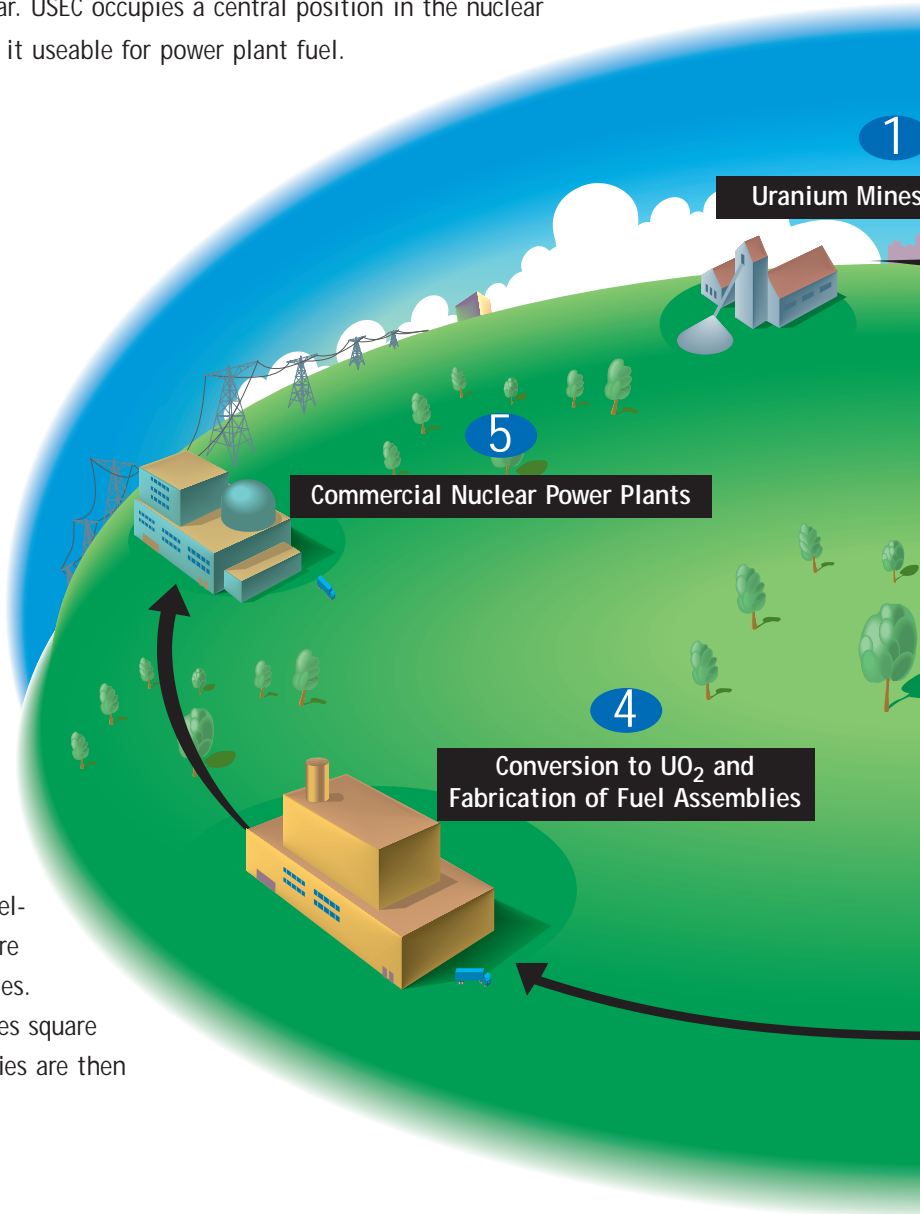 ar. USEC occupies a central position in the nuclear
it useable for power plant fuel.
1
Uranium Mines
5
Commercial Nuclear Power Plants
4
Conversion to UO₂ and
Fabrication of Fuel Assemblies
el-
re
es.
es square
ies are then